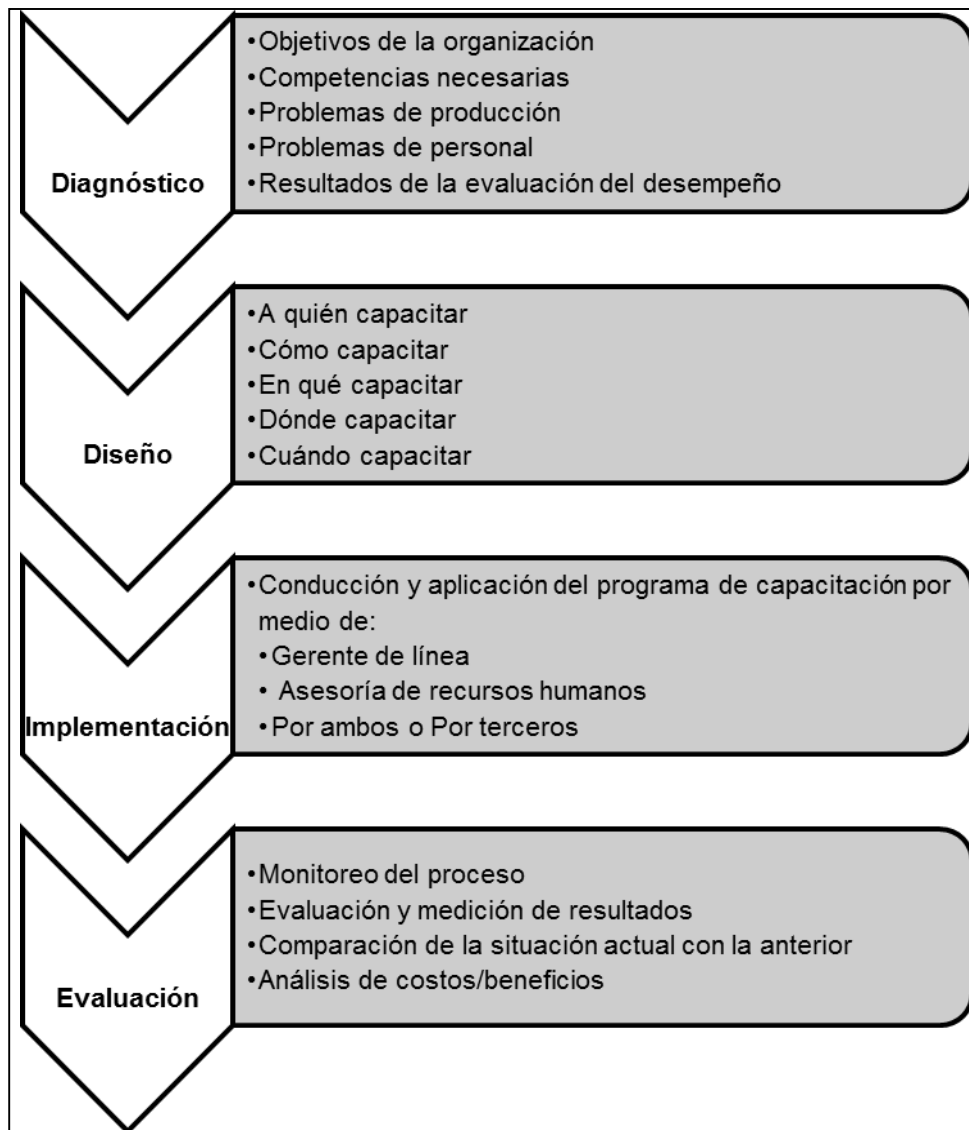 Diagnóstico
•Objetivos de la organización
•Competencias necesarias
•Problemas de producción
•Problemas de personal
•Resultados de la evaluación del desempeño
Diseño
•A quién capacitar
•Cómo capacitar
•En qué capacitar
•Dónde capacitar
•Cuándo capacitar
Implementación
•Conducción y aplicación del programa de capacitación por
medio de:
•Gerente de línea
• Asesoría de recursos humanos
•Por ambos o Por terceros
Evaluación
•Monitoreo del proceso
•Evaluación y medición de resultados
•Comparación de la situación actual con la anterior
•Análisis de costos/beneficios